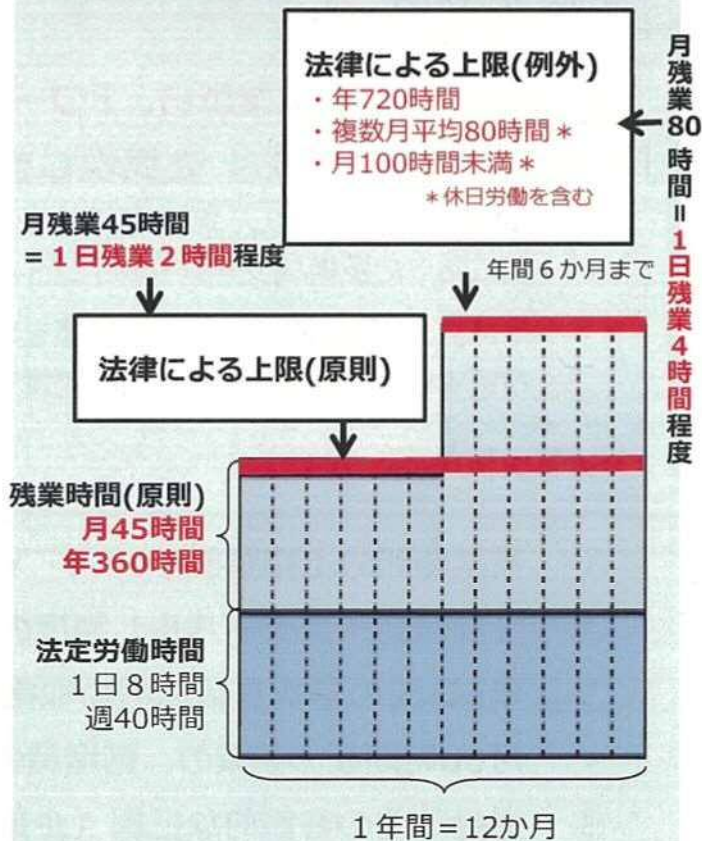 法律による上限(例外)
・年720時間
・複数月平均80時間＊
・月100時間未満＊
＊休日労働を含む
月残業80時間＝1日残業4時間程度
月残業45時間
=１日残業２時間程度
年間６か月まで
法律による上限(原則)
残業時間(原則)
月45時間
年360時間
法定労働時間
１日８時間
週40時間
１年間＝12か月